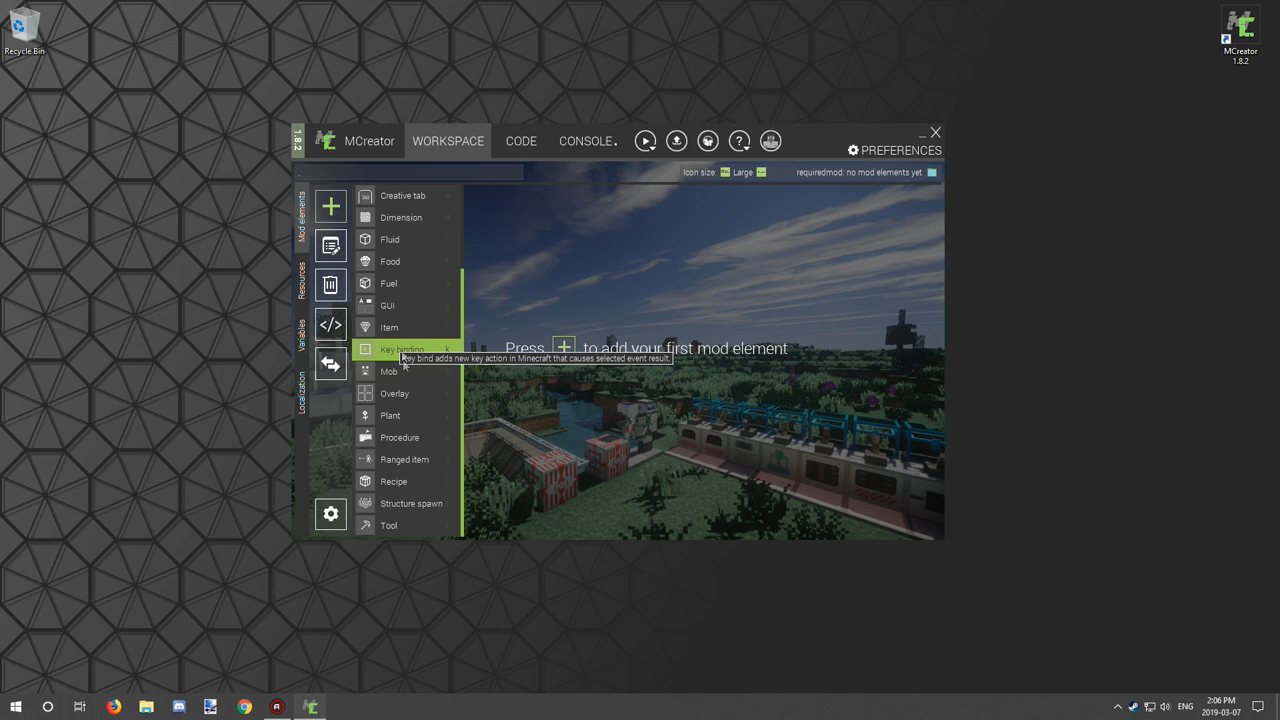 Recycle Bin
MCreator
1.8.2
1.8.2
MCreator
WORKSPACE
CODE
CONSOLE
PREFERENCES
Icon size:
Large
requiredmod: no mod elements yet
Mod elements
Resources
Variables
Localization
Creative tab
Dimension
Fluid
Food
Fuel
GUI
Item
Key binding
Key bind adds new key action in Minecraft that causes selected event result.
Mob
Overlay
Plant
Procedure
Ranged item
Recipe
Structure spawn
Tool
Press + to add your first mod element
ENG
2:06 PM
2019-03-07